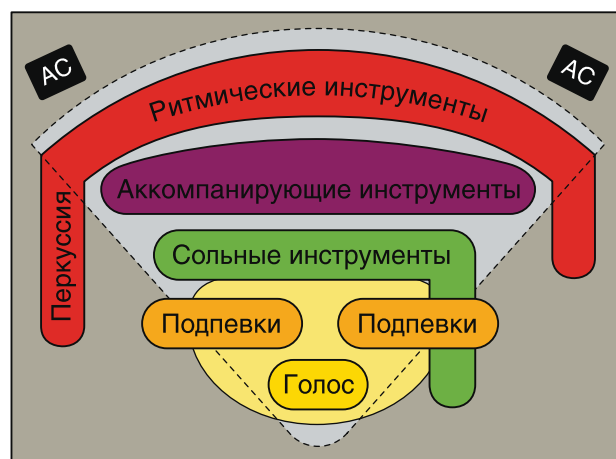 АС
АС
Ритмические инструменты
Аккомпанирующие инструменты
Перкуссия
Сольные инструменты
Подпевки
Подпевки
Голос